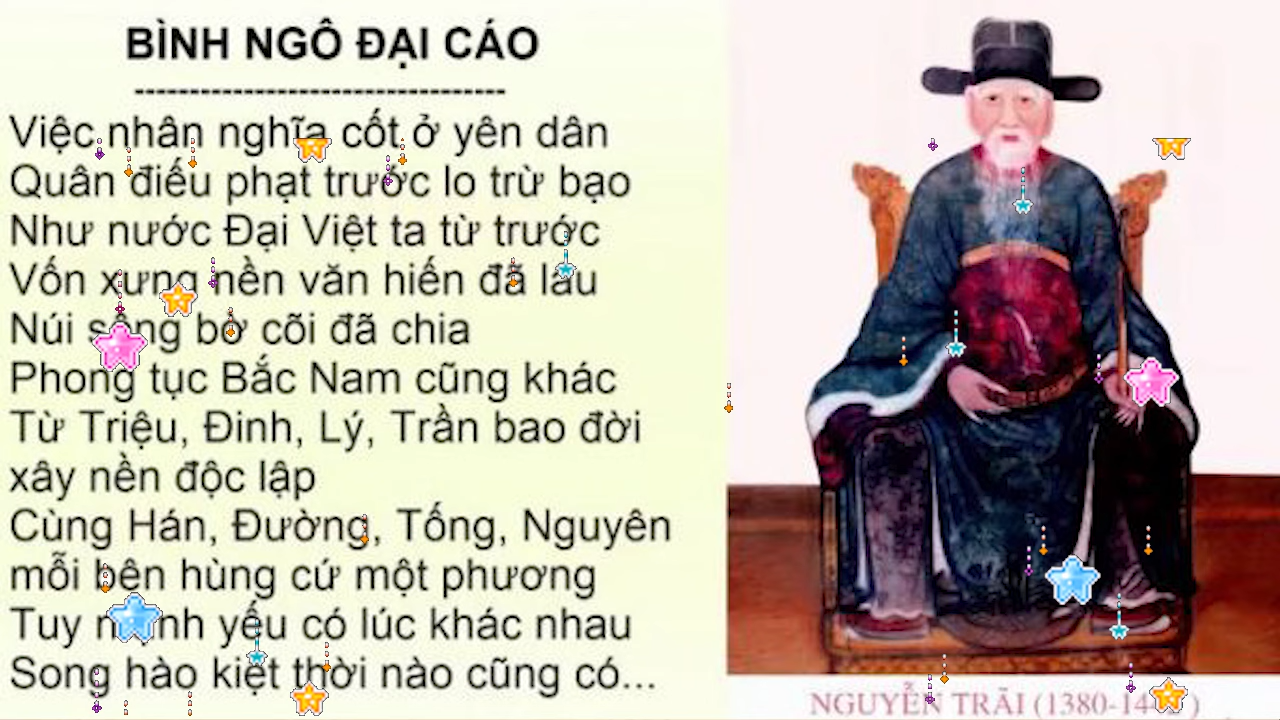 BÌNH NGÔ ĐẠI CÁO
----------------------------------
Việc nhân nghĩa cốt ở yên dân
Quân điếu phạt trước lo trừ bạo
Như nước Đại Việt ta từ trước
Vốn xưng nền văn hiến đã lâu
Núi sông bờ cõi đã chia
Phong tục Bắc Nam cũng khác
Từ Triệu, Đinh, Lý, Trần bao đời
xây nền độc lập
Cùng Hán, Đường, Tống, Nguyên
mỗi bên hùng cứ một phương
Tuy mạnh yếu có lúc khác nhau
Song hào kiệt thời nào cũng có...
NGUYỄN TRÃI